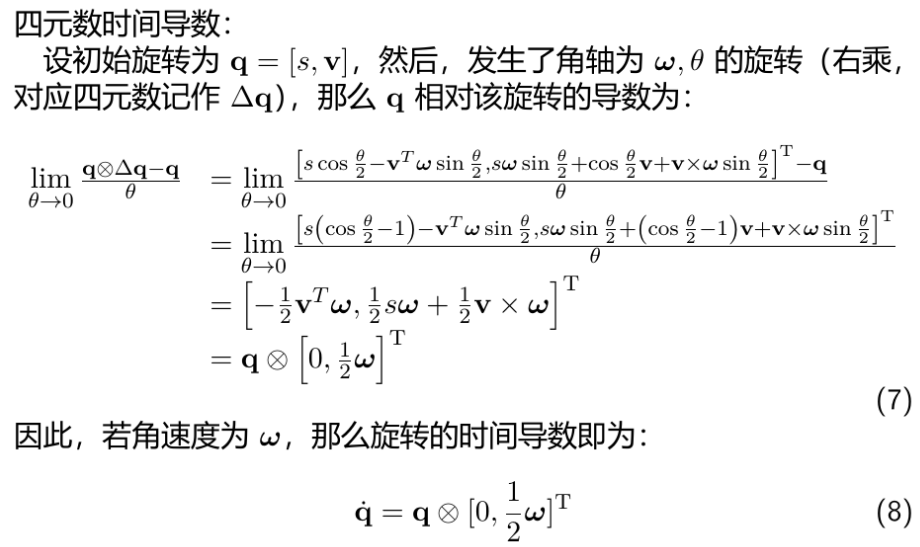 四元数时间导数：
设初始旋转为 $\mathbf{q} = [s, \mathbf{v}]$，然后，发生了角轴为 $\boldsymbol{\omega}, \theta$ 的旋转（右乘，
对应四元数记作 $\Delta\mathbf{q}$），那么 $\mathbf{q}$ 相对该旋转的导数为：
$\lim_{\theta \to 0} \frac{\mathbf{q} \otimes \Delta\mathbf{q} - \mathbf{q}}{\theta} = \lim_{\theta \to 0} \frac{\left[ s\cos\frac{\theta}{2} - \mathbf{v}^T \boldsymbol{\omega} \sin\frac{\theta}{2}, s\boldsymbol{\omega}\sin\frac{\theta}{2} + \cos\frac{\theta}{2}\mathbf{v} + \mathbf{v} \times \boldsymbol{\omega}\sin\frac{\theta}{2} \right]^{\mathrm{T}} - \mathbf{q}}{\theta}$
$= \lim_{\theta \to 0} \frac{\left[ s\left(\cos\frac{\theta}{2} - 1\right) - \mathbf{v}^T \boldsymbol{\omega} \sin\frac{\theta}{2}, s\boldsymbol{\omega}\sin\frac{\theta}{2} + \left(\cos\frac{\theta}{2} - 1\right)\mathbf{v} + \mathbf{v} \times \boldsymbol{\omega}\sin\frac{\theta}{2} \right]^{\mathrm{T}}}{\theta}$
$= \left[ -\frac{1}{2}\mathbf{v}^T \boldsymbol{\omega}, \frac{1}{2}s\boldsymbol{\omega} + \frac{1}{2}\mathbf{v} \times \boldsymbol{\omega} \right]^{\mathrm{T}}$
$= \mathbf{q} \otimes \left[ 0, \frac{1}{2}\boldsymbol{\omega} \right]^{\mathrm{T}}$
(7)
因此，若角速度为 $\boldsymbol{\omega}$，那么旋转的时间导数即为：
$\dot{\mathbf{q}} = \mathbf{q} \otimes [0, \frac{1}{2}\boldsymbol{\omega}]^{\mathrm{T}}$ (8)